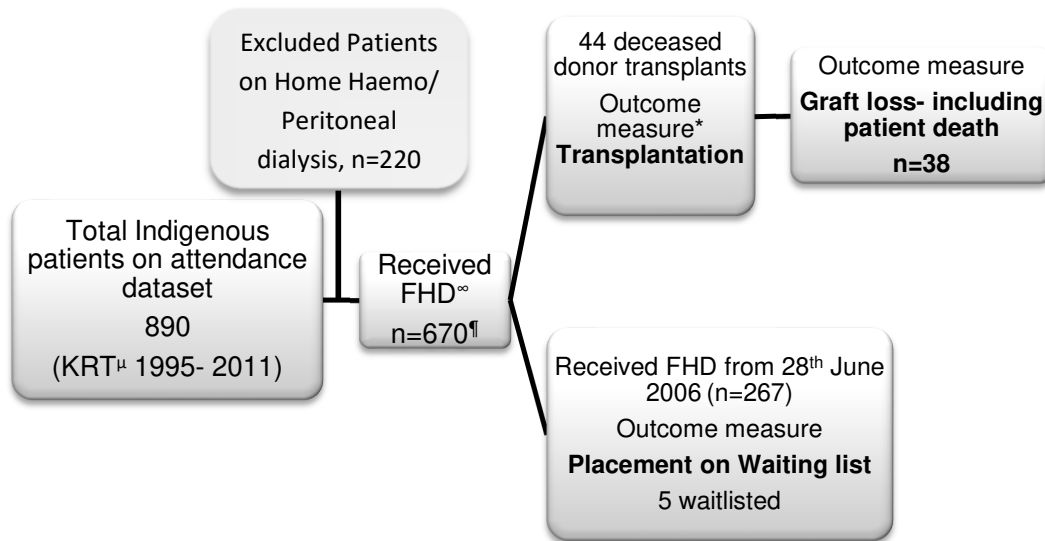 Excluded Patients
on Home Haemo/
Peritoneal
dialysis, n=220
Total Indigenous
patients on attendance
dataset
890
(KRTᵘ 1995- 2011)
Received
FHD∞
n=670¶
44 deceased
donor transplants
Outcome
measure*
Transplantation
Outcome measure
Graft loss- including
patient death
n=38
Received FHD from 28th June
2006 (n=267)
Outcome measure
Placement on Waiting list
5 waitlisted